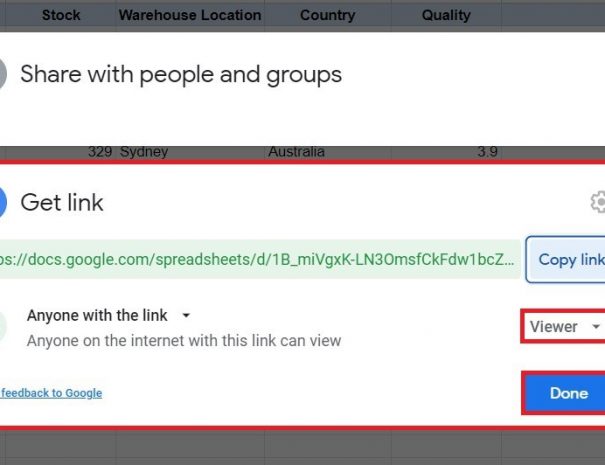 Stock Warehouse Location Country Quality
Share with people and groups
329 Sydney Australia 3.9
Get link
ps://docs.google.com/spreadsheets/d/1B_miVgxK-LN3OmsfCkFdw1bcZ... Copy link
Anyone with the link Viewer
Anyone on the internet with this link can view
feedback to Google Done